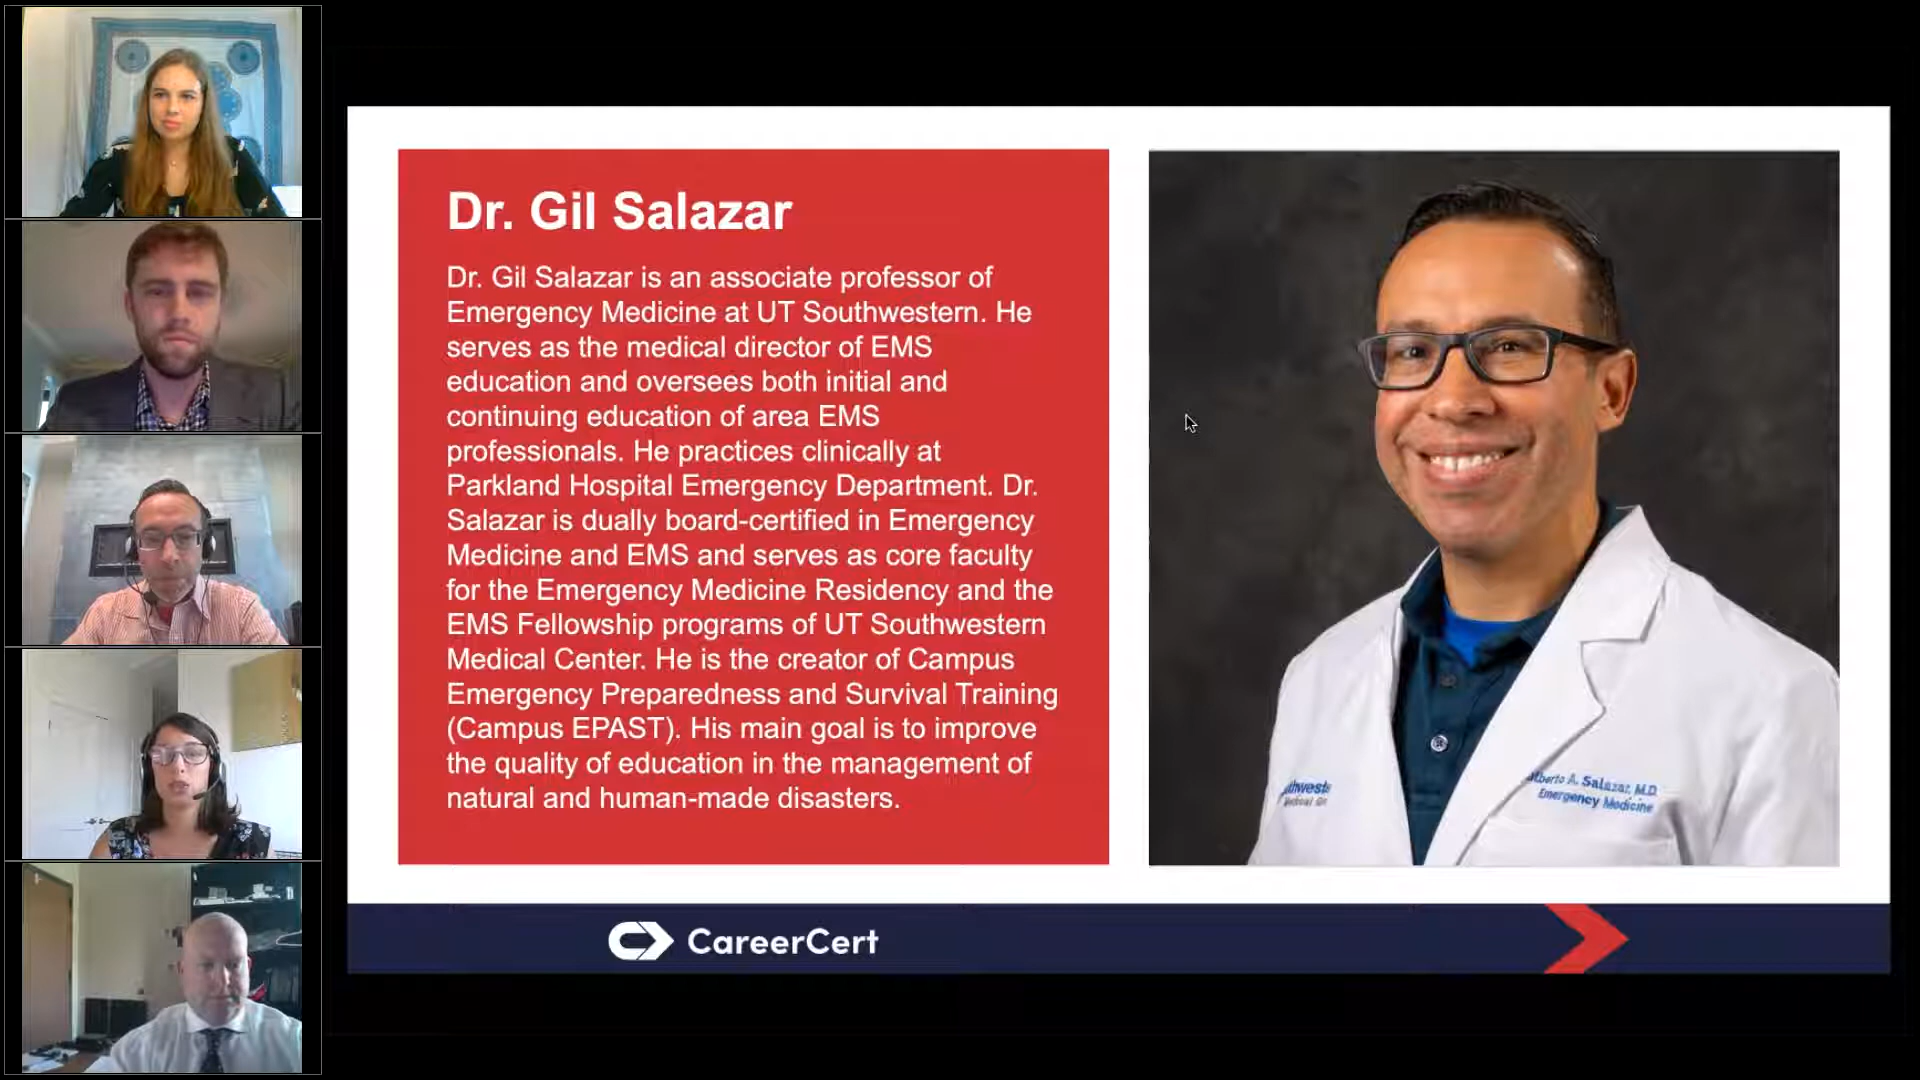 Dr. Gil Salazar
Dr. Gil Salazar is an associate professor of
Emergency Medicine at UT Southwestern. He
serves as the medical director of EMS
education and oversees both initial and
continuing education of area EMS
professionals. He practices clinically at
Parkland Hospital Emergency Department. Dr.
Salazar is dually board-certified in Emergency
Medicine and EMS and serves as core faculty
for the Emergency Medicine Residency and the
EMS Fellowship programs of UT Southwestern
Medical Center. He is the creator of Campus
Emergency Preparedness and Survival Training
(Campus EPAST). His main goal is to improve
the quality of education in the management of
natural and human-made disasters.
A. Salazar, M.D.
Emergency Medicine
CareerCert